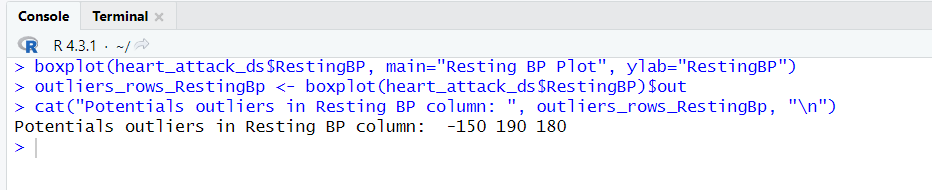 Console Terminal ×
R R 4.3.1 · ~/
> boxplot(heart_attack_ds$RestingBP, main="Resting BP Plot", ylab="RestingBP")
> outliers_rows_RestingBp <- boxplot(heart_attack_ds$RestingBP)$out
> cat("Potentials outliers in Resting BP column: ", outliers_rows_RestingBp, "\n")
Potentials outliers in Resting BP column:  -150 190 180
>